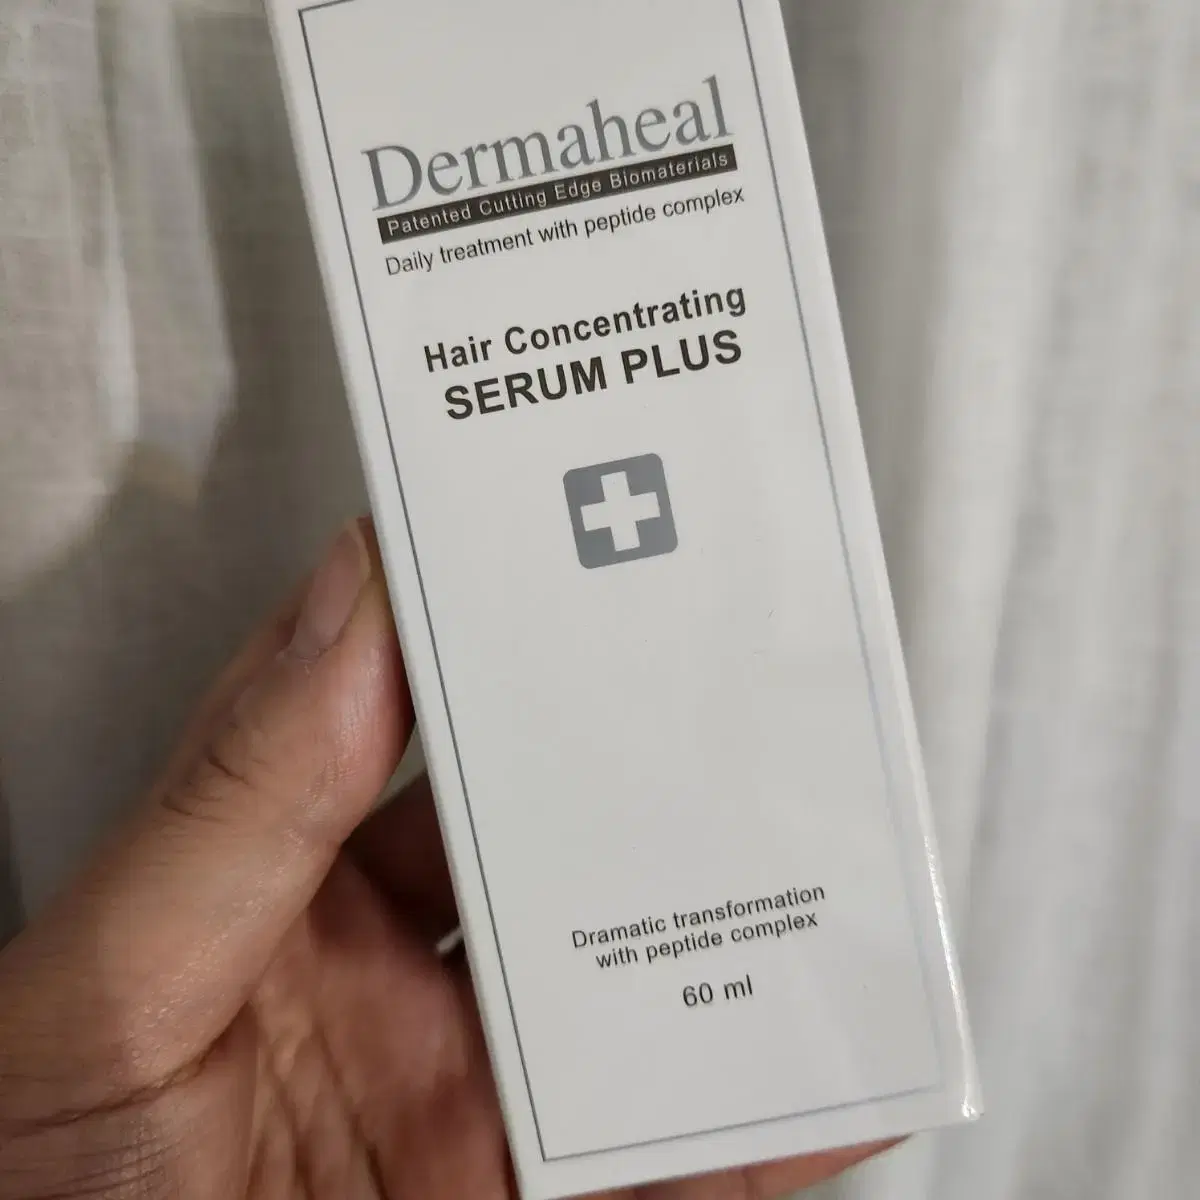 Dermaheal
Patented Cutting Edge Biomaterials
Daily treatment with peptide complex
Hair Concentrating
SERUM PLUS
Dramatic transformation
with peptide complex
60 ml